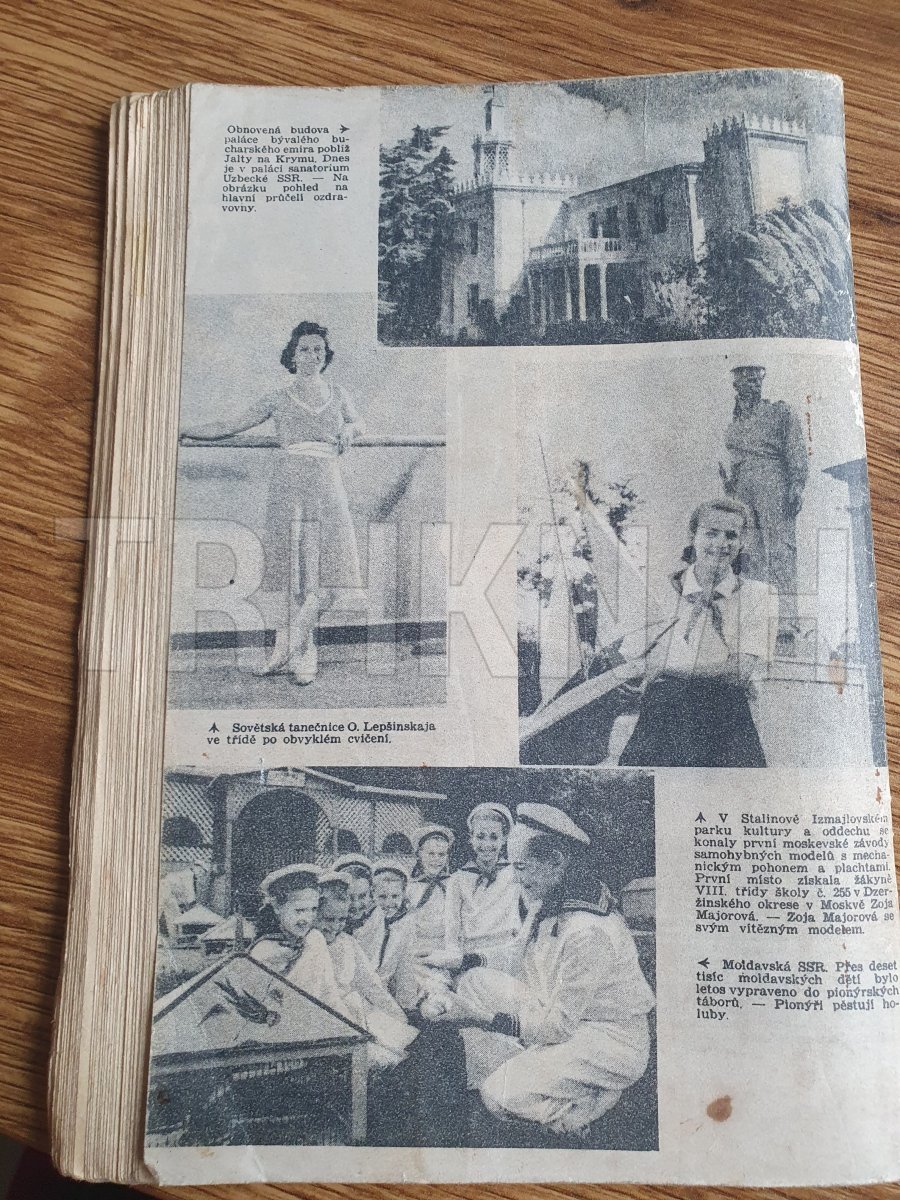 Obnovená budova
paláce bývalého bu-
charského emira poblíž
Jalty na Krymu. Dnes
je v paláci sanatorium
Uzbecké SSR. — Na
obrázku pohled na
hlavní průčelí ozdra-
vovny.
Sovětská tanečnice O. Lepšinskaja
ve třídě po obvyklém cvičení.
V Stalinově Izmajlovském
parku kultury a oddechu se
konaly první moskevské závody
samohybných modelů s mecha-
nickým pohonem a plachtami.
První místo získala žákyně
VIII. třídy školy č. 255 v Dzer-
žinského okrese v Moskvě Zoja
Majorová. — Zoja Majorová se
svým vítězným modelem.
Moldavská SSR. Přes deset
tisíc moldavských dětí bylo
letos vypraveno do pionýrských
táborů. — Pionýři pěstují ho-
luby.
TRHKNIH